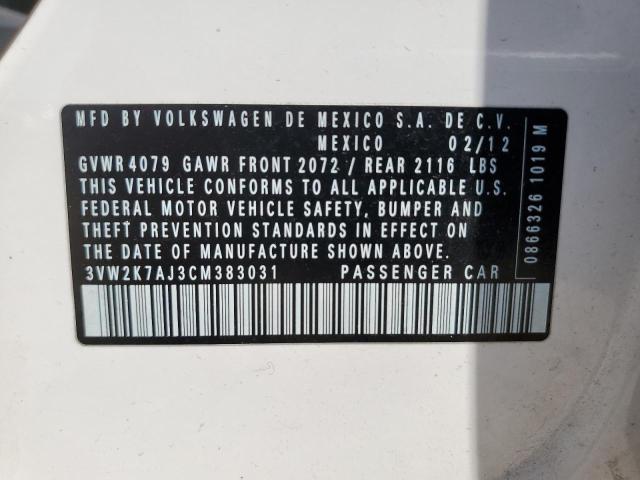 MFD BY VOLKSWAGEN DE MEXICO S.A. DE C.V.
MEXICO 02/12
GVWR 4079 GAWR FRONT 2072 / REAR 2116 LBS
THIS VEHICLE CONFORMS TO ALL APPLICABLE U.S.
FEDERAL MOTOR VEHICLE SAFETY, BUMPER AND
THEFT PREVENTION STANDARDS IN EFFECT ON
THE DATE OF MANUFACTURE SHOWN ABOVE.
3VW2K7AJ3CM383031 PASSENGER CAR
0866326 1019 M